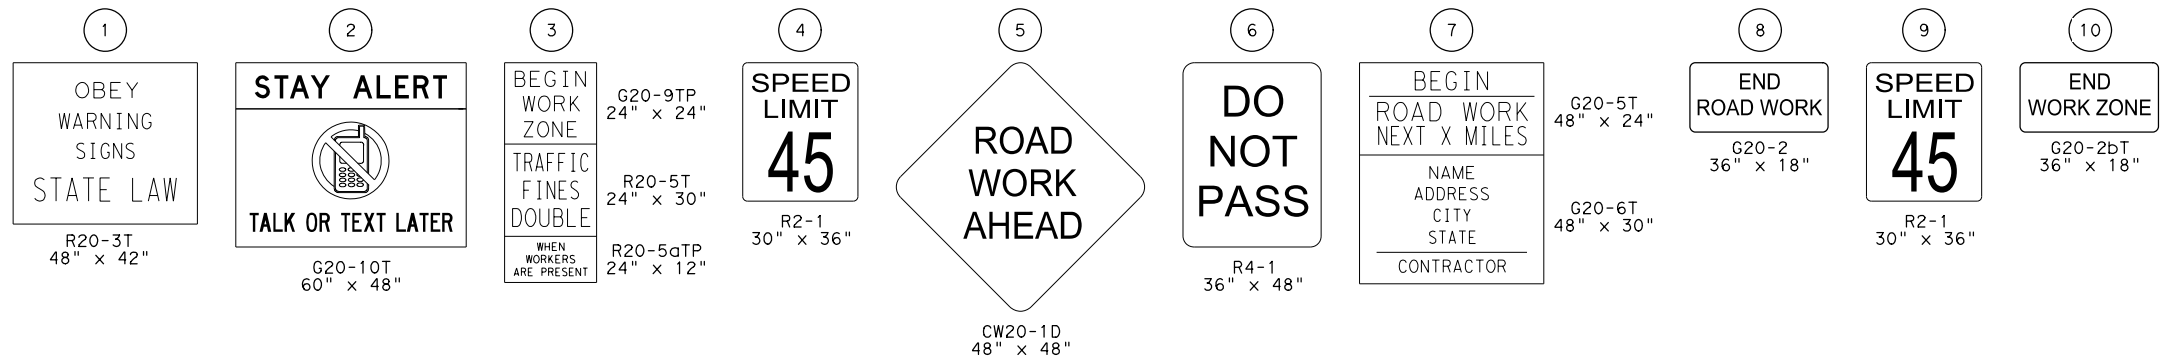 1
OBEY
WARNING
SIGNS
STATE LAW
R20-3T
48" x 42"
2
STAY ALERT
TALK OR TEXT LATER
G20-10T
60" x 48"
3
BEGIN
WORK
ZONE
G20-9TP
24" x 24"
TRAFFIC
FINES
DOUBLE
R20-5T
24" x 30"
WHEN
WORKERS
ARE PRESENT
R20-5aTP
24" x 12"
4
SPEED
LIMIT
45
R2-1
30" x 36"
5
ROAD
WORK
AHEAD
CW20-1D
48" x 48"
6
DO
NOT
PASS
R4-1
36" x 48"
7
BEGIN
ROAD WORK
NEXT X MILES
G20-5T
48" x 24"
NAME
ADDRESS
CITY
STATE
CONTRACTOR
G20-6T
48" x 30"
8
END
ROAD WORK
G20-2
36" x 18"
9
SPEED
LIMIT
45
R2-1
30" x 36"
10
END
WORK ZONE
G20-2bT
36" x 18"